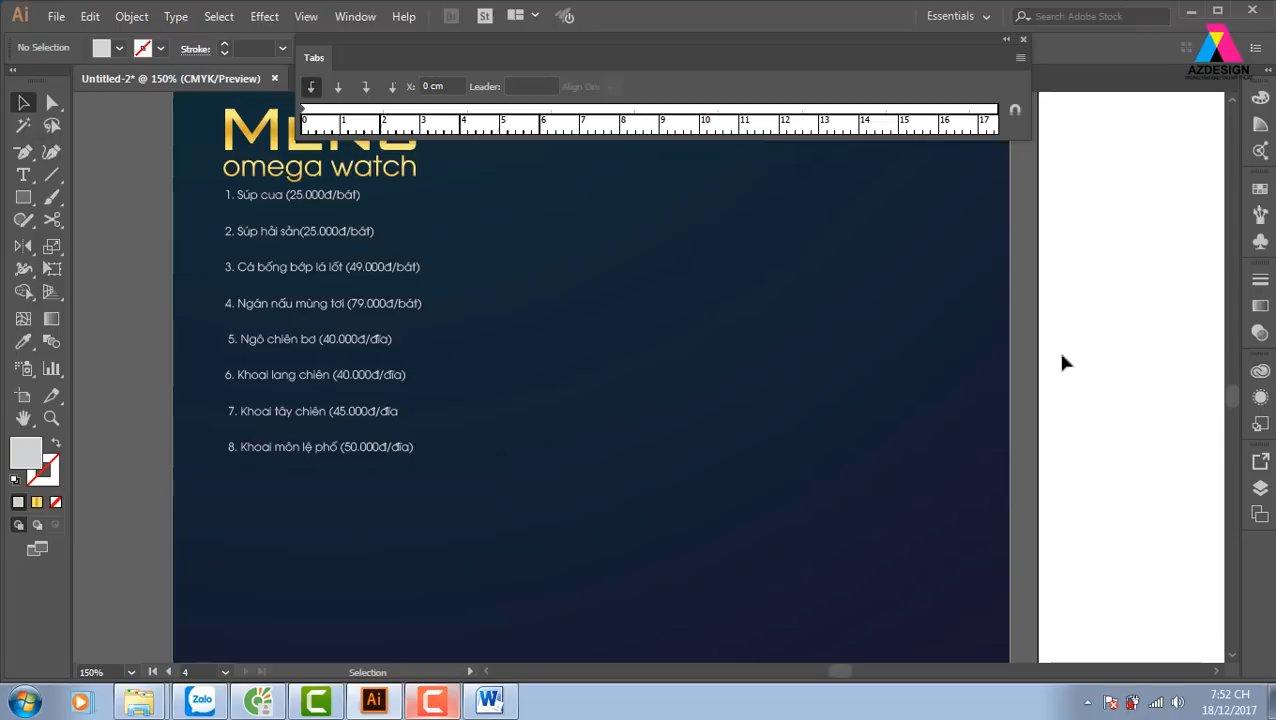 Ai File Edit Object Type Select Effect View Window Help Br St Essentials Search Adobe Stock
No Selection Stroke:
AZDESIGN
Tabs
Untitled-2* @ 150% (CMYK/Preview)
X: 0 cm Leader:
0 1 2 3 4 5 6 7 8 9 10 11 12 13 14 15 16 17
omega watch
1. Súp cua (25.000đ/bát)
2. Súp hải sản(25.000đ/bát)
3. Cá bống bớp lá lốt (49.000đ/bát)
4. Ngán nấu mùng tơi (79.000đ/bát)
5. Ngô chiên bơ (40.000đ/đĩa)
6. Khoai lang chiên (40.000đ/đĩa)
7. Khoai tây chiên (45.000đ/đĩa
8. Khoai môn lệ phố (50.000đ/đĩa)
150% 4 Selection
Zalo Ai
7:52 CH
18/12/2017